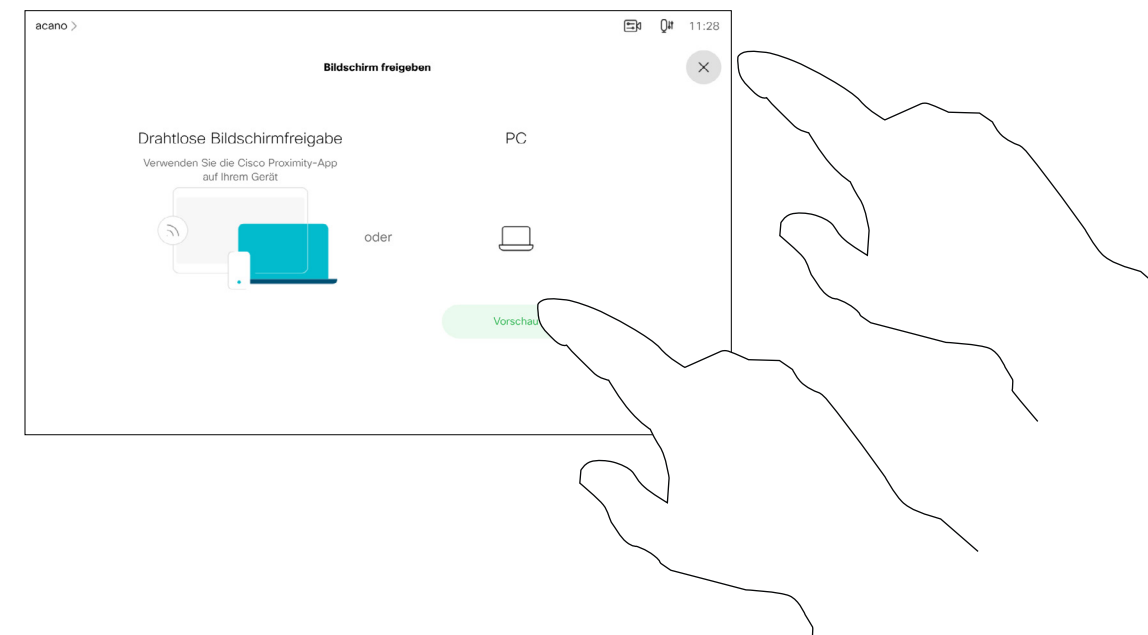 acano >
11:28
Bildschirm freigeben
Drahtlose Bildschirmfreigabe
Verwenden Sie die Cisco Proximity-App
auf Ihrem Gerät
oder
PC
Vorschau